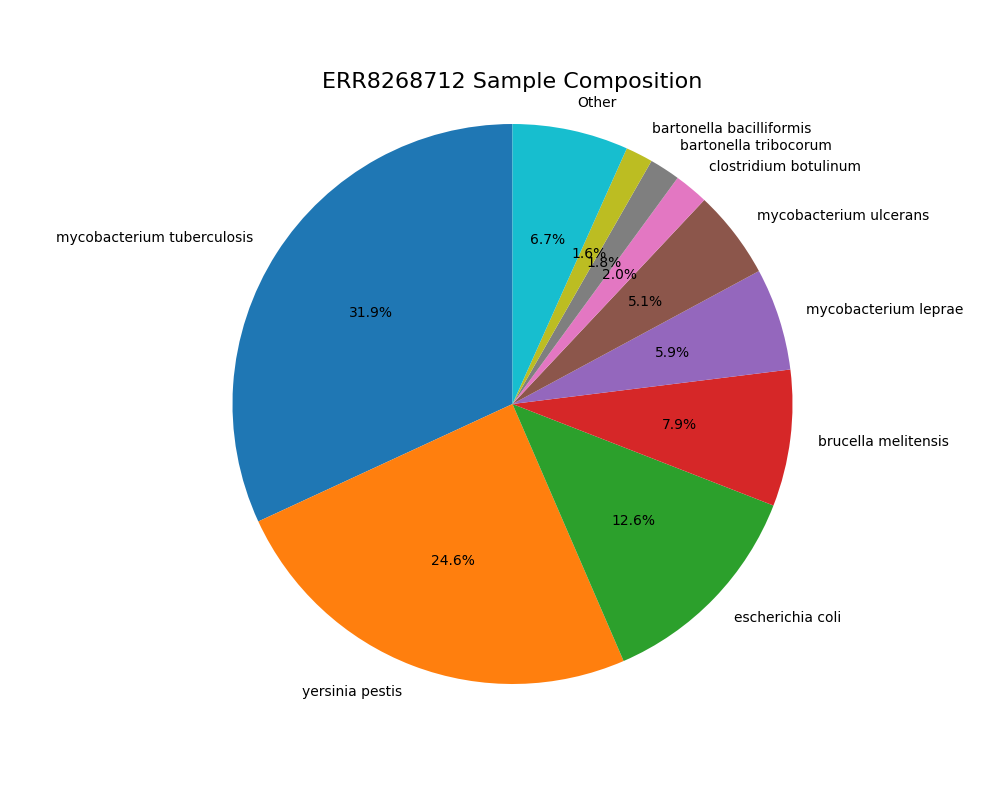 ERR8268712 Sample Composition
Other
bartonella bacilliformis
bartonella tribocorum
clostridium botulinum
mycobacterium ulcerans
mycobacterium tuberculosis
6.7%
1.6%
1.8%
2.0%
5.1%
mycobacterium leprae
31.9%
5.9%
7.9%
brucella melitensis
12.6%
24.6%
escherichia coli
yersinia pestis